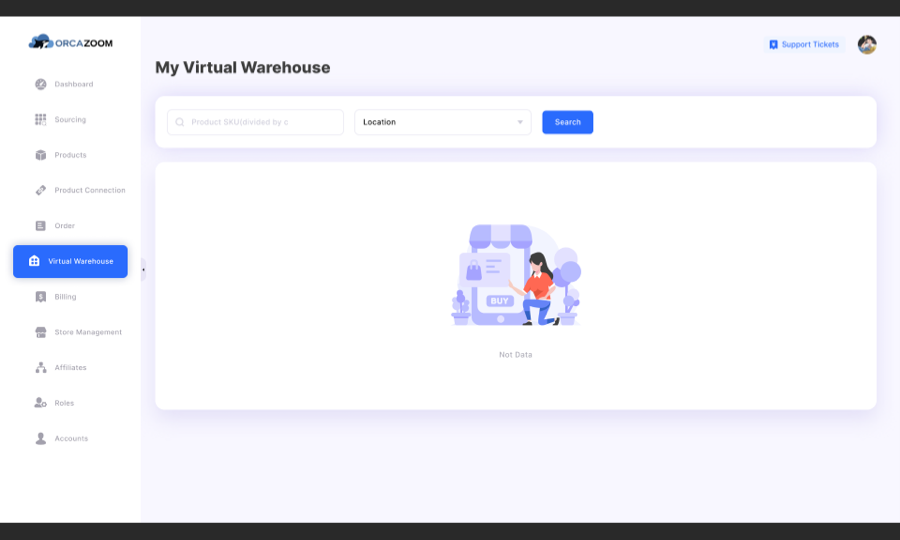 ORCAZOOM
Support Tickets
My Virtual Warehouse
Dashboard
Product SKU(divided by c
Location
Search
Sourcing
Products
Product Connection
Order
Virtual Warehouse
Billing
Store Management
Affiliates
Roles
Accounts
BUY
Not Data